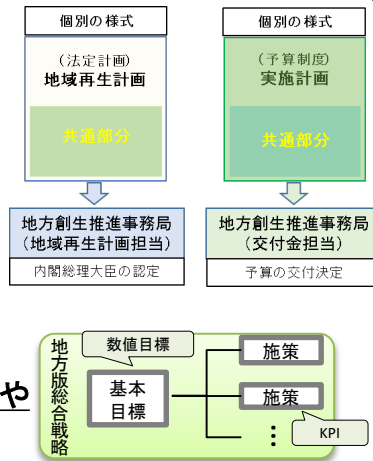 個別の様式
（法定計画）
地域再生計画
共通部分
地方創生推進事務局
（地域再生計画担当）
内閣総理大臣の認定
個別の様式
（予算制度）
実施計画
共通部分
地方創生推進事務局
（交付金担当）
予算の交付決定
や
地方版総合戦略
数値目標
基本
目標
施策
施策
⋮
KPI